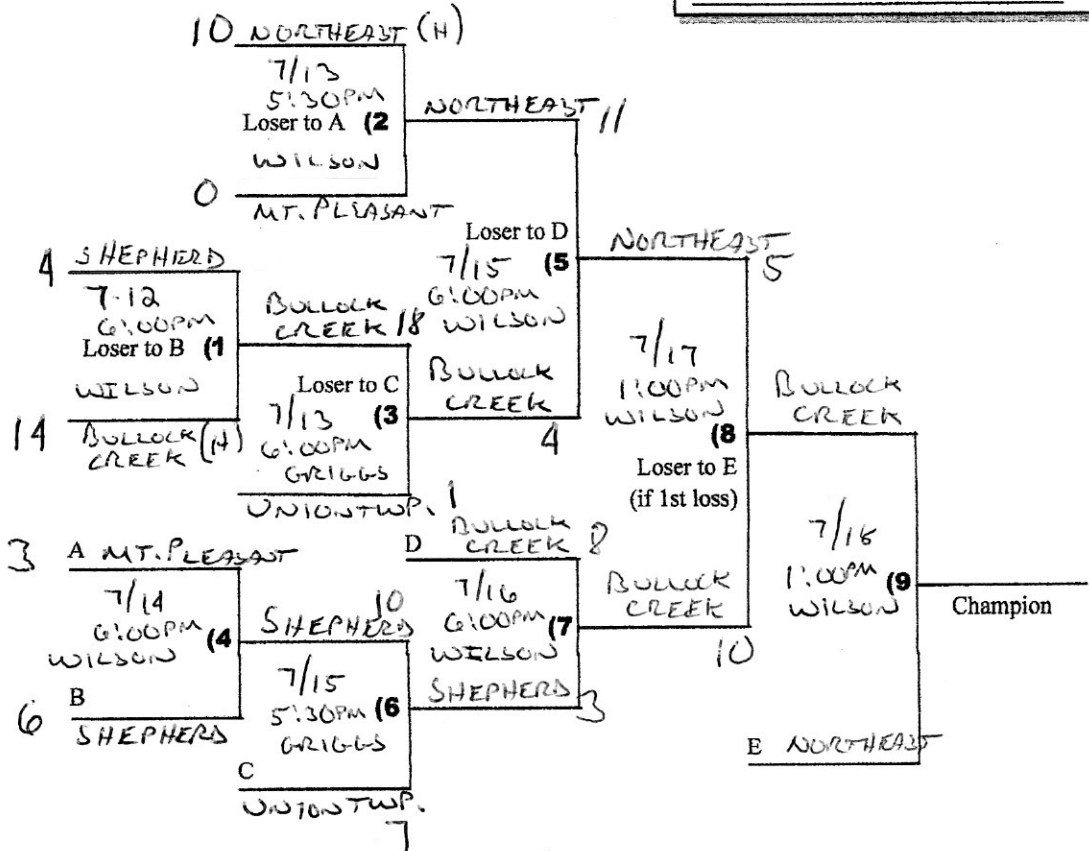 10 NORTHEAST (H)
7/13
5:30PM
Loser to A (2
WILSON
0
MT. PLEASANT
NORTHEAST 11
4 SHEPHERD
7-12
6:00PM
Loser to B (1
WILSON
14 BULLOCK (H)
CREEK
BULLOCK
CREEK 18
Loser to C
7/13 (3
6:00PM
GRIGGS
UNION TWP. 1
Loser to D
7/15 (5
6:00PM
WILSON
BULLOCK
CREEK
4
NORTHEAST 5
7/17
1:00PM
WILSON
(8
Loser to E
(if 1st loss)
BULLOCK
CREEK
3 A MT. PLEASANT
7/14
6:00PM (4
WILSON
6 B
SHEPHERD
SHEPHERD 10
7/15
5:30PM (6
GRIGGS
C
UNION TWP.
7
D BULLOCK
CREEK 8
7/16
6:00PM (7
WILSON
SHEPHERD 3
BULLOCK
CREEK
10
7/18
1:00PM (9
WILSON
E NORTHEAST
Champion